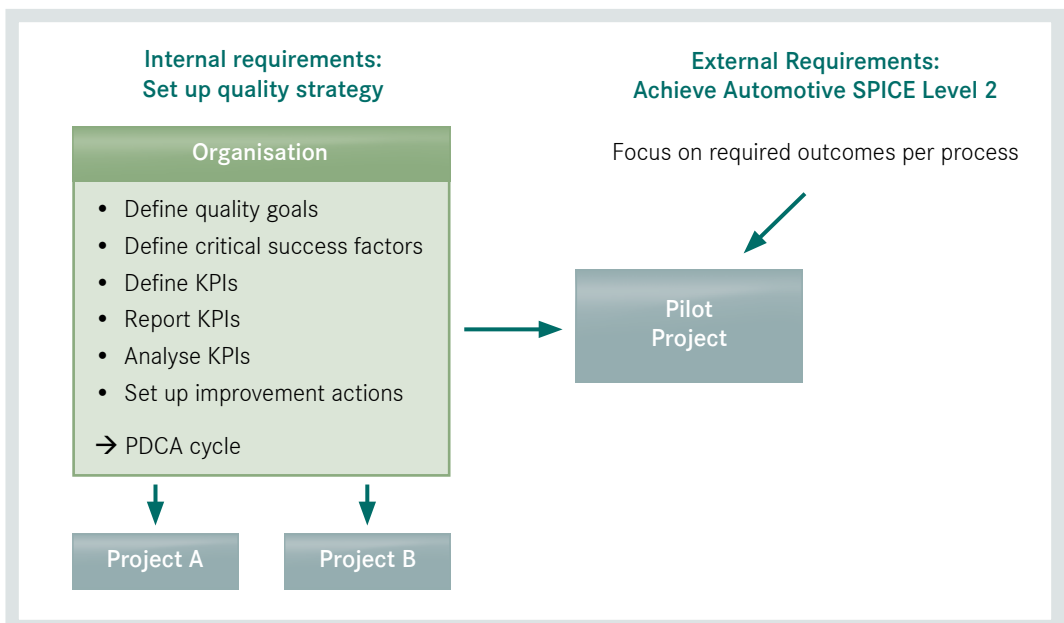 Internal requirements:
Set up quality strategy
Organisation
• Define quality goals
• Define critical success factors
• Define KPIs
• Report KPIs
• Analyse KPIs
• Set up improvement actions
→ PDCA cycle
Project A
Project B
External Requirements:
Achieve Automotive SPICE Level 2
Focus on required outcomes per process
Pilot
Project